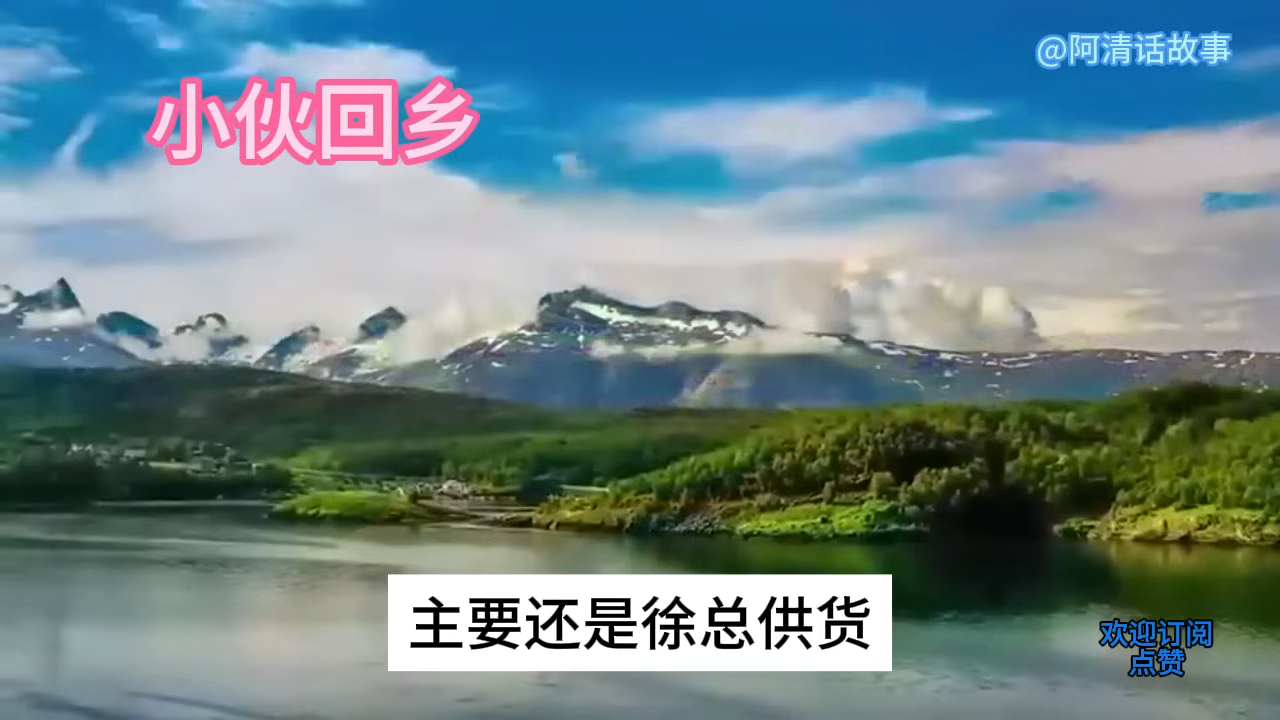 @阿清话故事
小伙回乡
主要还是徐总供货
欢迎订阅
点赞